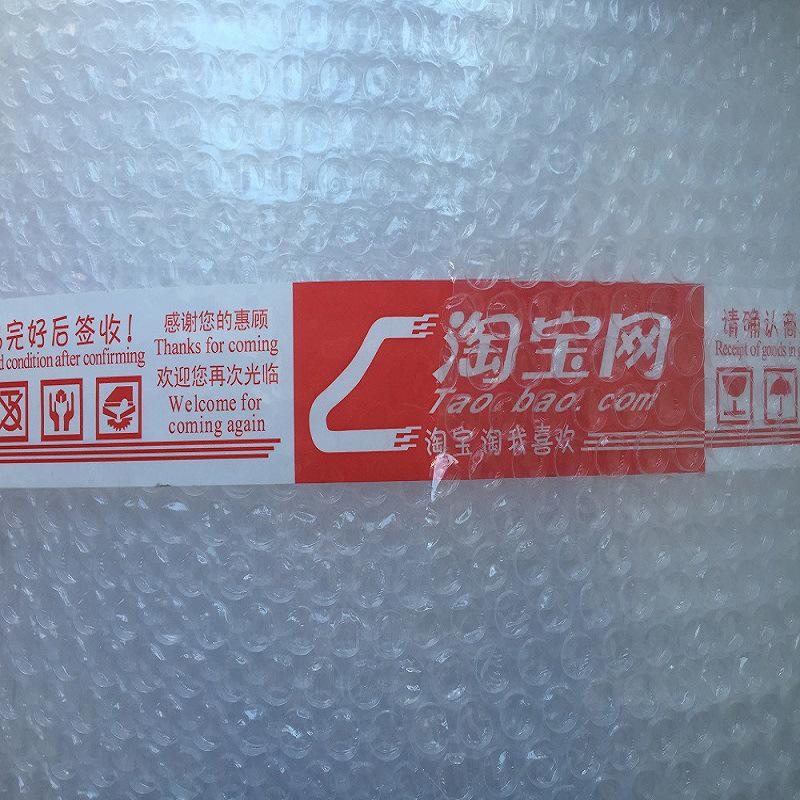 完好后签收!
condition after confirming
感谢您的惠顾
Thanks for coming
欢迎您再次光临
Welcome for
coming again
淘宝网
Taoebao.com
淘宝淘我喜欢
请确认商
Receipt of goods in